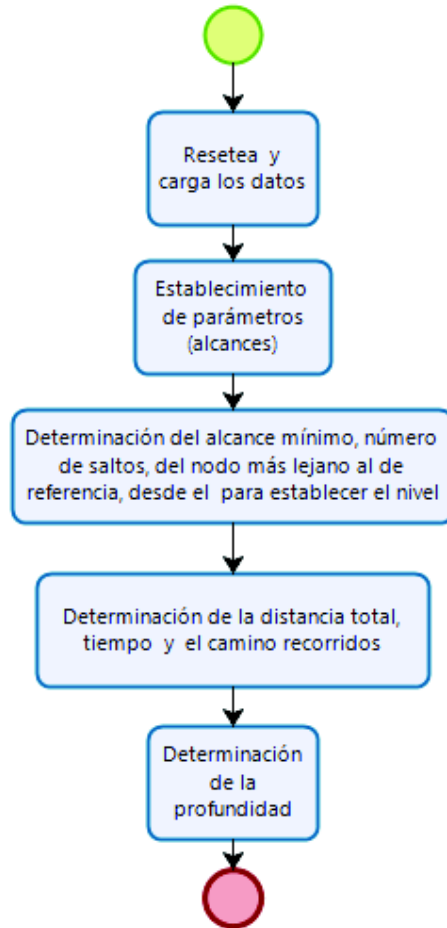 Resetea y
carga los datos
Establecimiento
de parámetros
(alcances)
Determinación del alcance mínimo, número
de saltos, del nodo más lejano al de
referencia, desde el para establecer el nivel
Determinación de la distancia total,
tiempo y el camino recorridos
Determinación
de la
profundidad